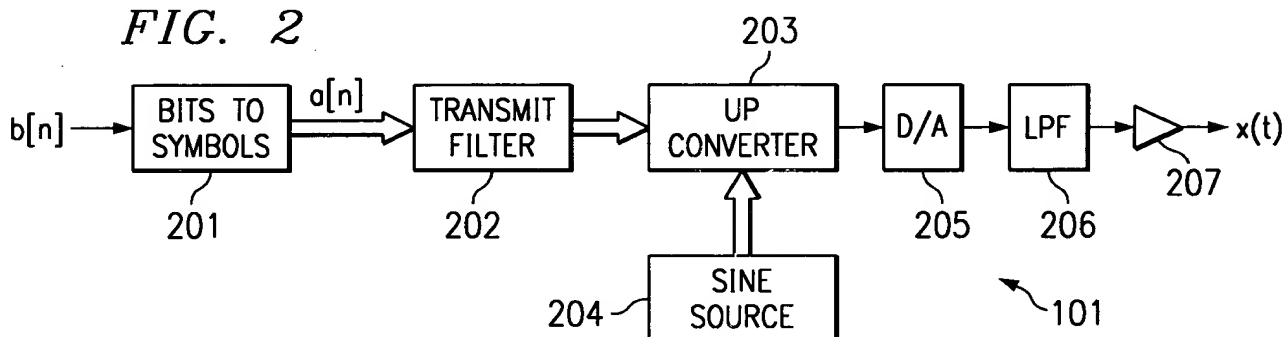 FIG. 2
203
b[n]
BITS TO
SYMBOLS
a[n]
TRANSMIT
FILTER
UP
CONVERTER
D/A
LPF
x(t)
201
202
205
206
207
204
SINE
SOURCE
101